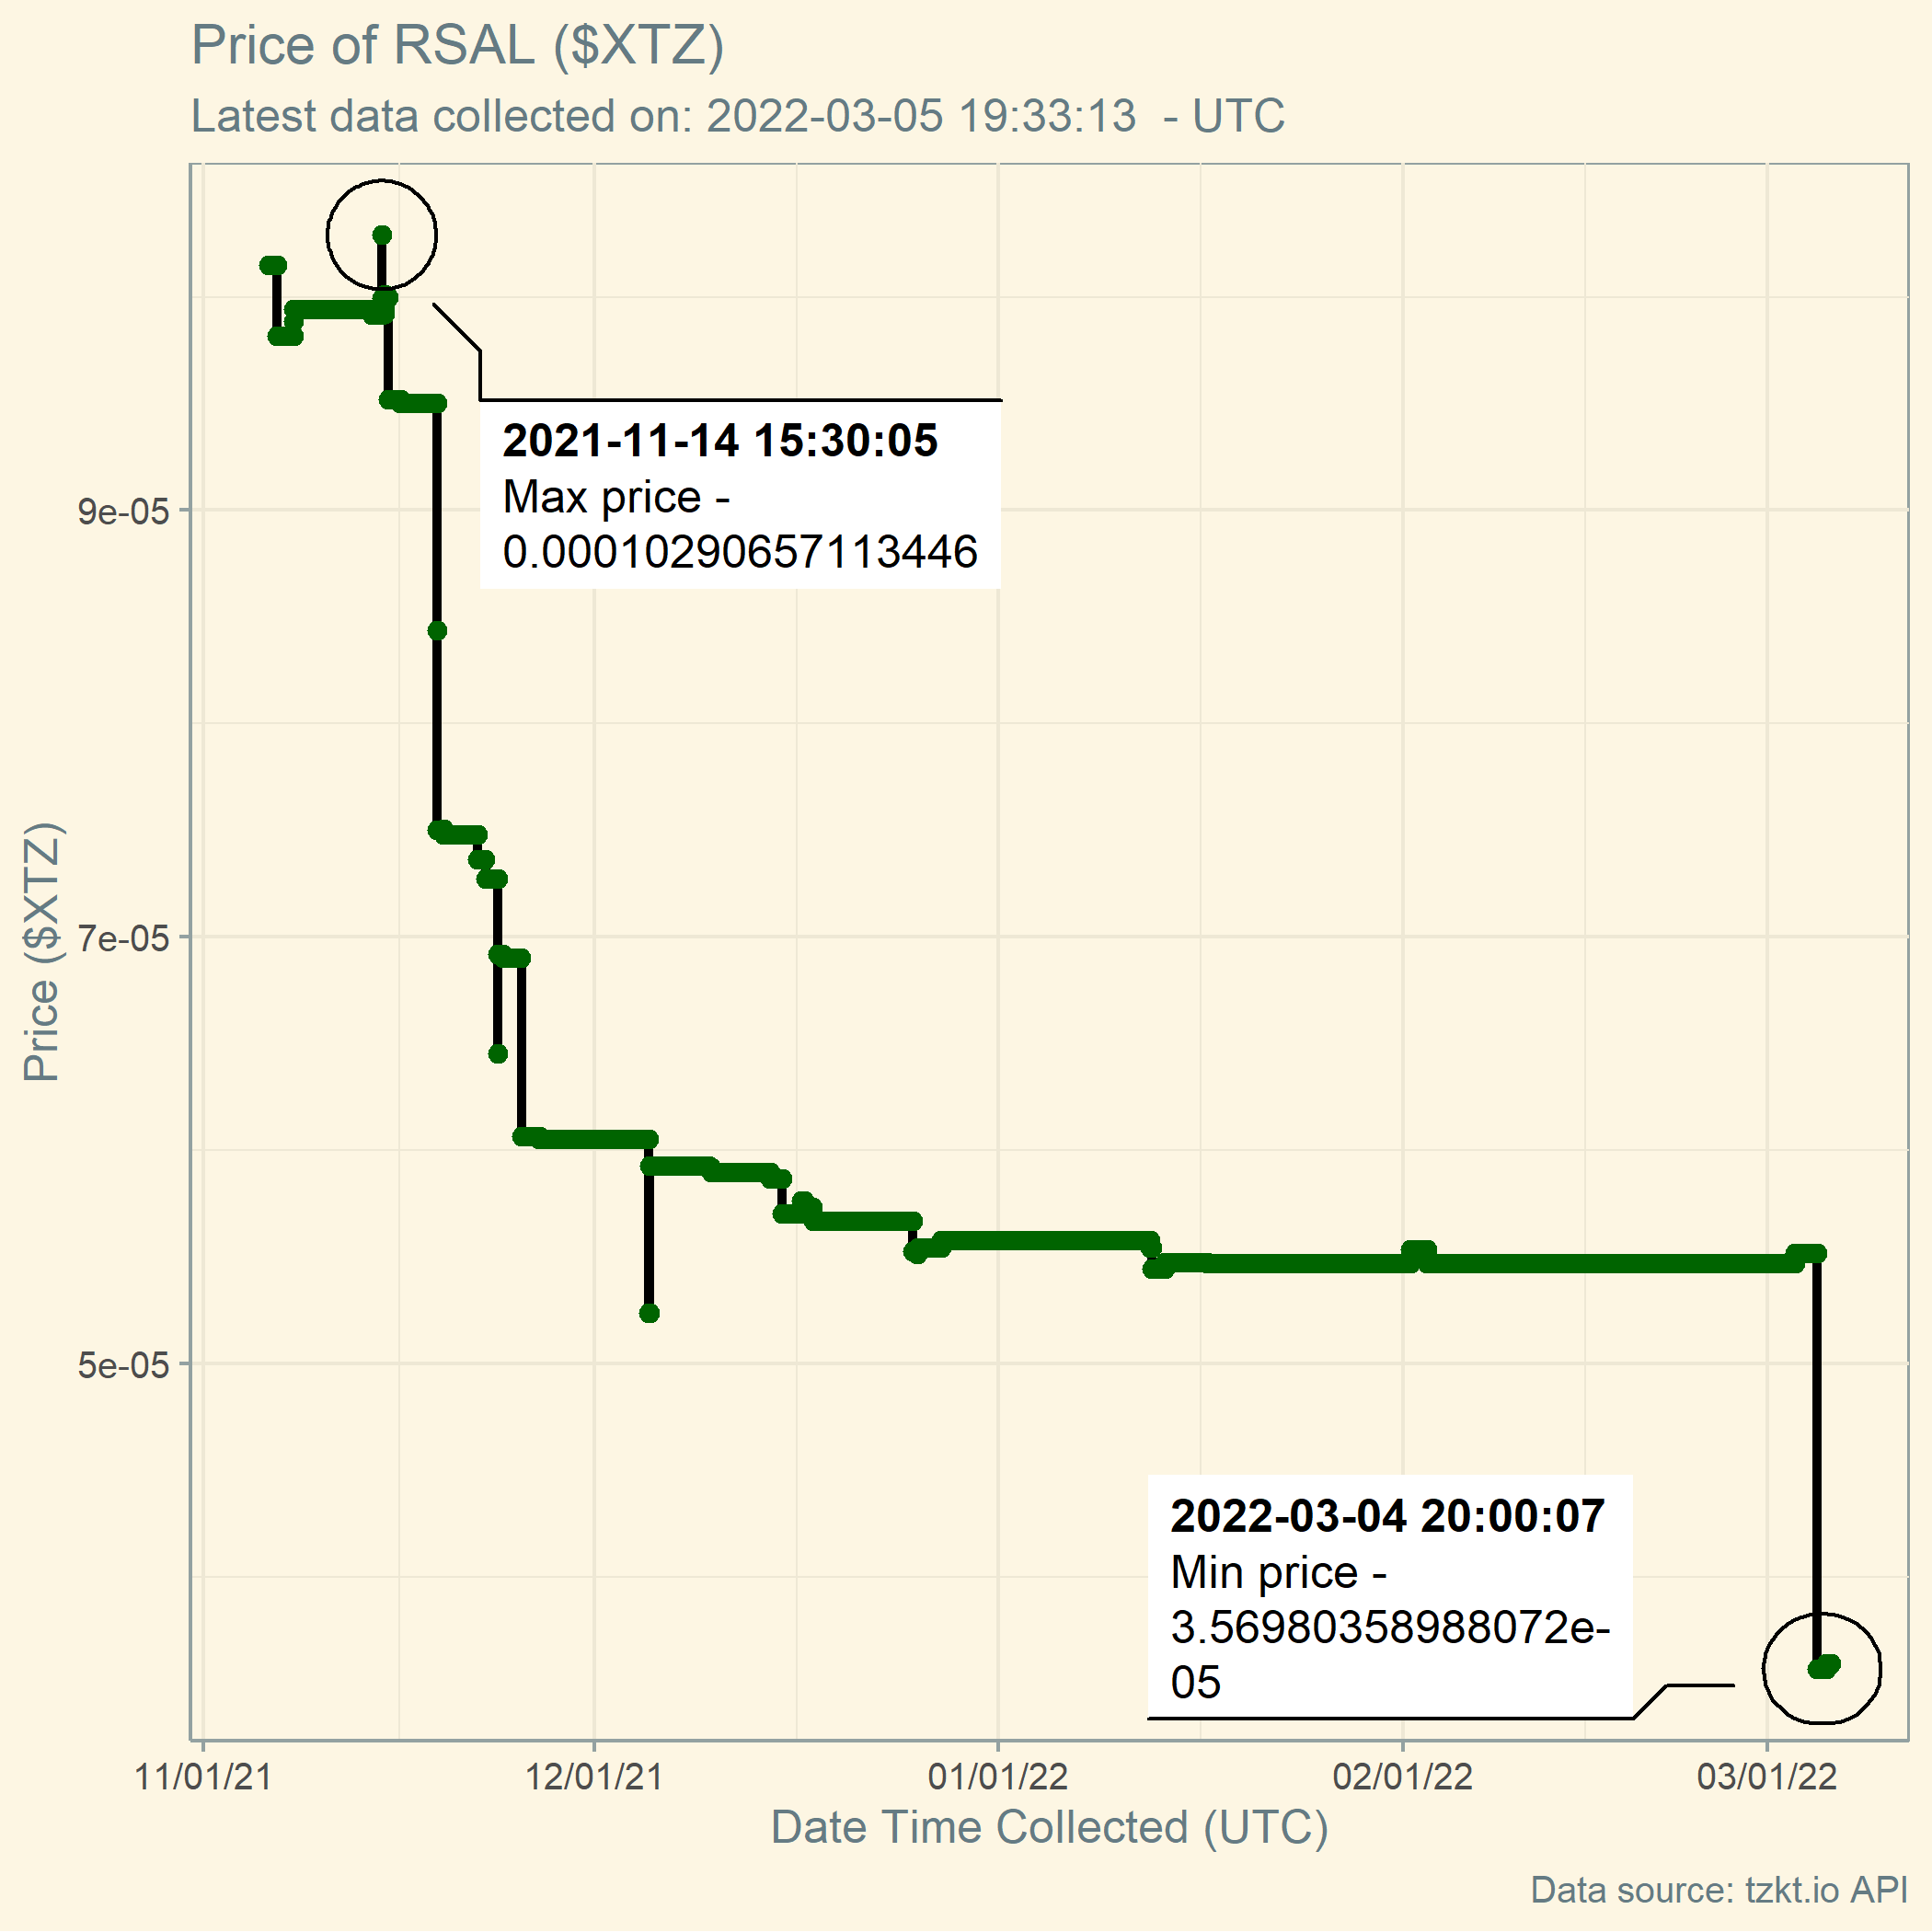 Price of RSAL ($XTZ)
Latest data collected on: 2022-03-05 19:33:13  - UTC
2021-11-14 15:30:05
Max price -
0.00010290657113446
9e-05
Price ($XTZ)
7e-05
5e-05
2022-03-04 20:00:07
Min price -
3.56980358988072e-
05
11/01/21
12/01/21
01/01/22
02/01/22
03/01/22
Date Time Collected (UTC)
Data source: tzkt.io API